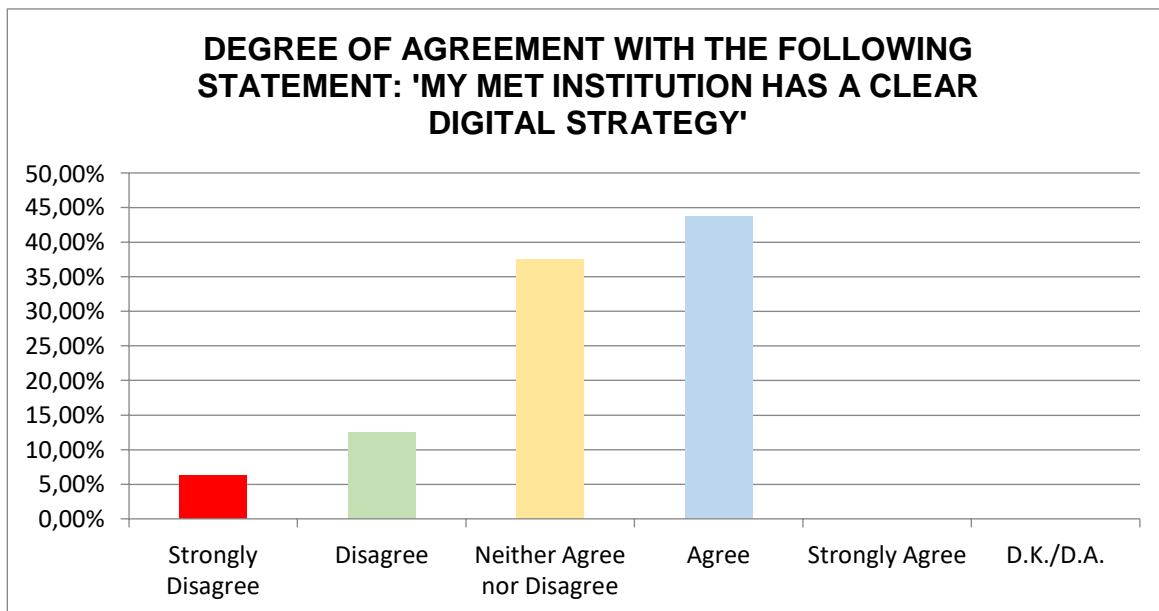 DEGREE OF AGREEMENT WITH THE FOLLOWING
STATEMENT: 'MY MET INSTITUTION HAS A CLEAR
DIGITAL STRATEGY'
50,00%
45,00%
40,00%
35,00%
30,00%
25,00%
20,00%
15,00%
10,00%
5,00%
0,00%
Strongly
Disagree
Disagree
Neither Agree
nor Disagree
Agree
Strongly Agree
D.K./D.A.